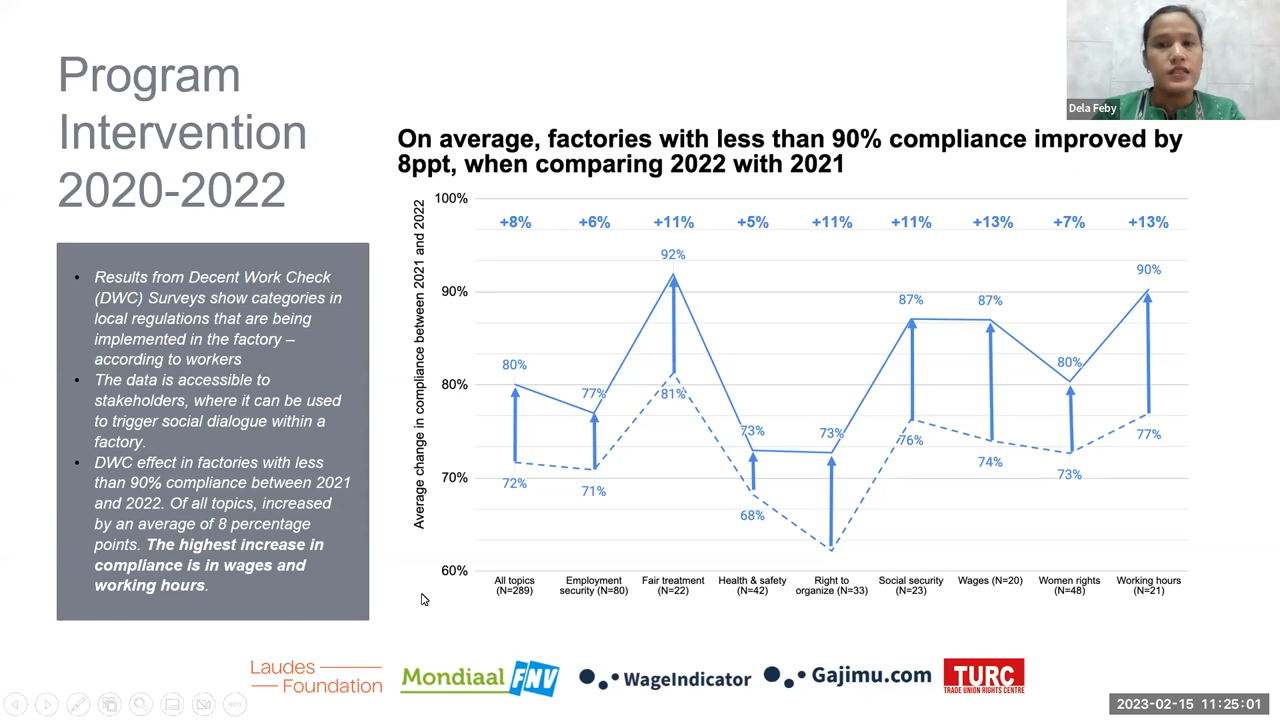 Program
Intervention
2020-2022
• Results from Decent Work Check
(DWC) Surveys show categories in
local regulations that are being
implemented in the factory –
according to workers
• The data is accessible to
stakeholders, where it can be used
to trigger social dialogue within a
factory.
• DWC effect in factories with less
than 90% compliance between 2021
and 2022. Of all topics, increased
by an average of 8 percentage
points. The highest increase in
compliance is in wages and
working hours.
Dela Feby
On average, factories with less than 90% compliance improved by
8ppt, when comparing 2022 with 2021
Average change in compliance between 2021 and 2022
100%
90%
80%
70%
60%
+8% +6% +11% +5% +11% +11% +13% +7% +13%
80% 77% 92% 73% 73% 87% 87% 80% 90%
72% 71% 81% 68% 76% 74% 73% 77%
All topics
(N=289)
Employment
security (N=80)
Fair treatment
(N=22)
Health & safety
(N=42)
Right to
organize (N=33)
Social security
(N=23)
Wages (N=20)
Women rights
(N=48)
Working hours
(N=21)
Laudes
Foundation
Mondiaal FNV
WageIndicator
Gajimu.com
TURC
TRADE UNION RIGHTS CENTRE
2023-02-15 11:25:01